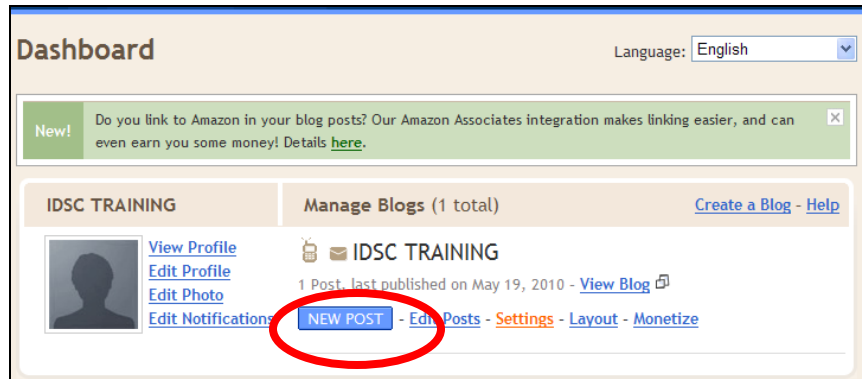 Dashboard
Language: English
New!
Do you link to Amazon in your blog posts? Our Amazon Associates integration makes linking easier, and can
even earn you some money! Details here.
IDSC TRAINING
Manage Blogs (1 total)
Create a Blog - Help
View Profile
Edit Profile
Edit Photo
Edit Notifications
IDSC TRAINING
1 Post, last published on May 19, 2010 - View Blog
NEW POST - Edit Posts - Settings - Layout - Monetize